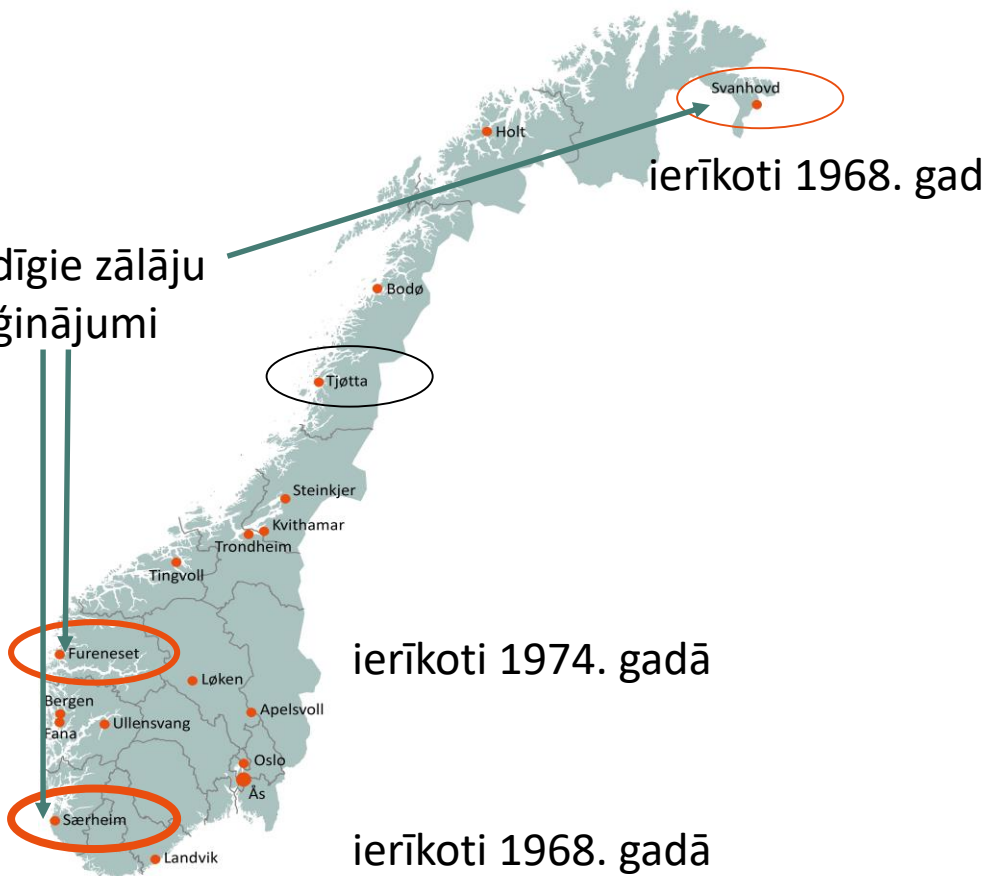 Svanhovd
Holt
ierīkoti 1968. gad
dīgie zālāju
ģinājumi
Bodø
Tjøtta
Steinkjer
Kvithamar
Trondheim
Tingvoll
Fureneset
ierīkoti 1974. gadā
Løken
Bergen
Apelsvoll
Fana
Ullensvang
Oslo
Ås
Særheim
Landvik
ierīkoti 1968. gadā